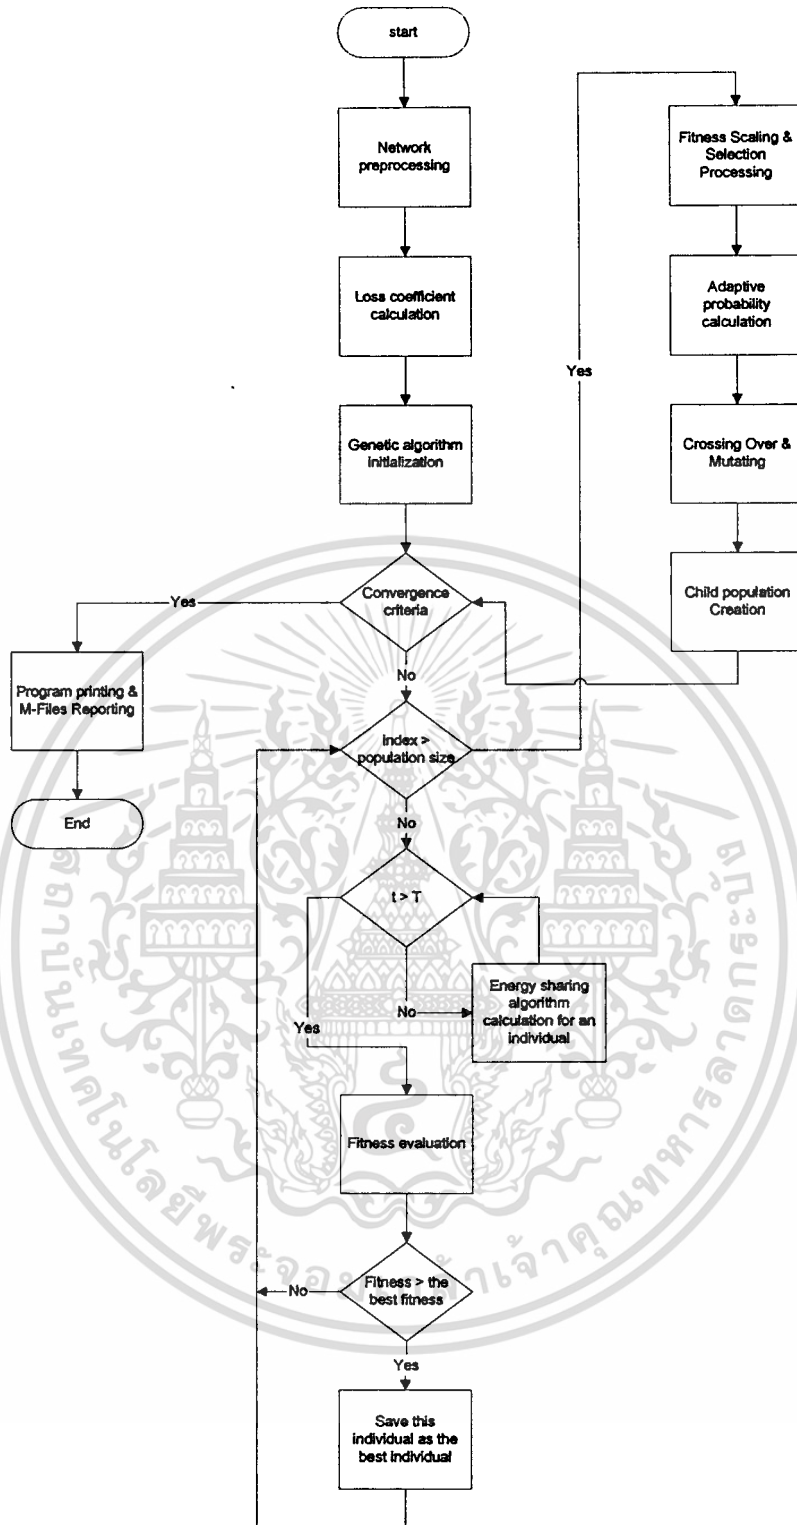 start
Network
preprocessing
Loss coefficient
calculation
Genetic algorithm
initialization
Convergence
criteria
Yes
Program printing &
M-Files Reporting
End
No
Index >
population size
Yes
Fitness Scaling &
Selection
Processing
Adaptive
probability
calculation
Crossing Over &
Mutating
Child population
Creation
No
t > T
No
Energy sharing
algorithm
calculation for an
individual
Yes
Fitness evaluation
Fitness > the
best fitness
No
Yes
Save this
individual as the
best individual